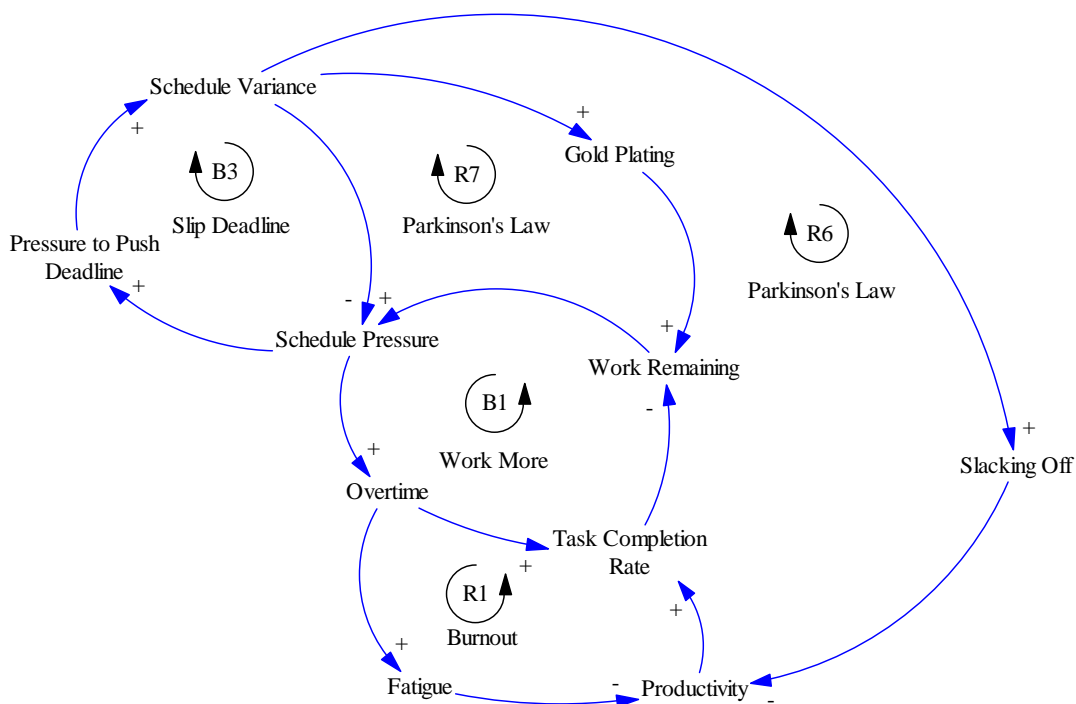 Schedule Variance
+
+
Gold Plating
B3
Slip Deadline
R7
Parkinson's Law
R6
Parkinson's Law
Pressure to Push
Deadline
+
-
+
Schedule Pressure
+
Work Remaining
-
B1
Work More
+
Overtime
+
Slacking Off
Task Completion
Rate
+
R1
Burnout
+
+
Fatigue
-
Productivity
-